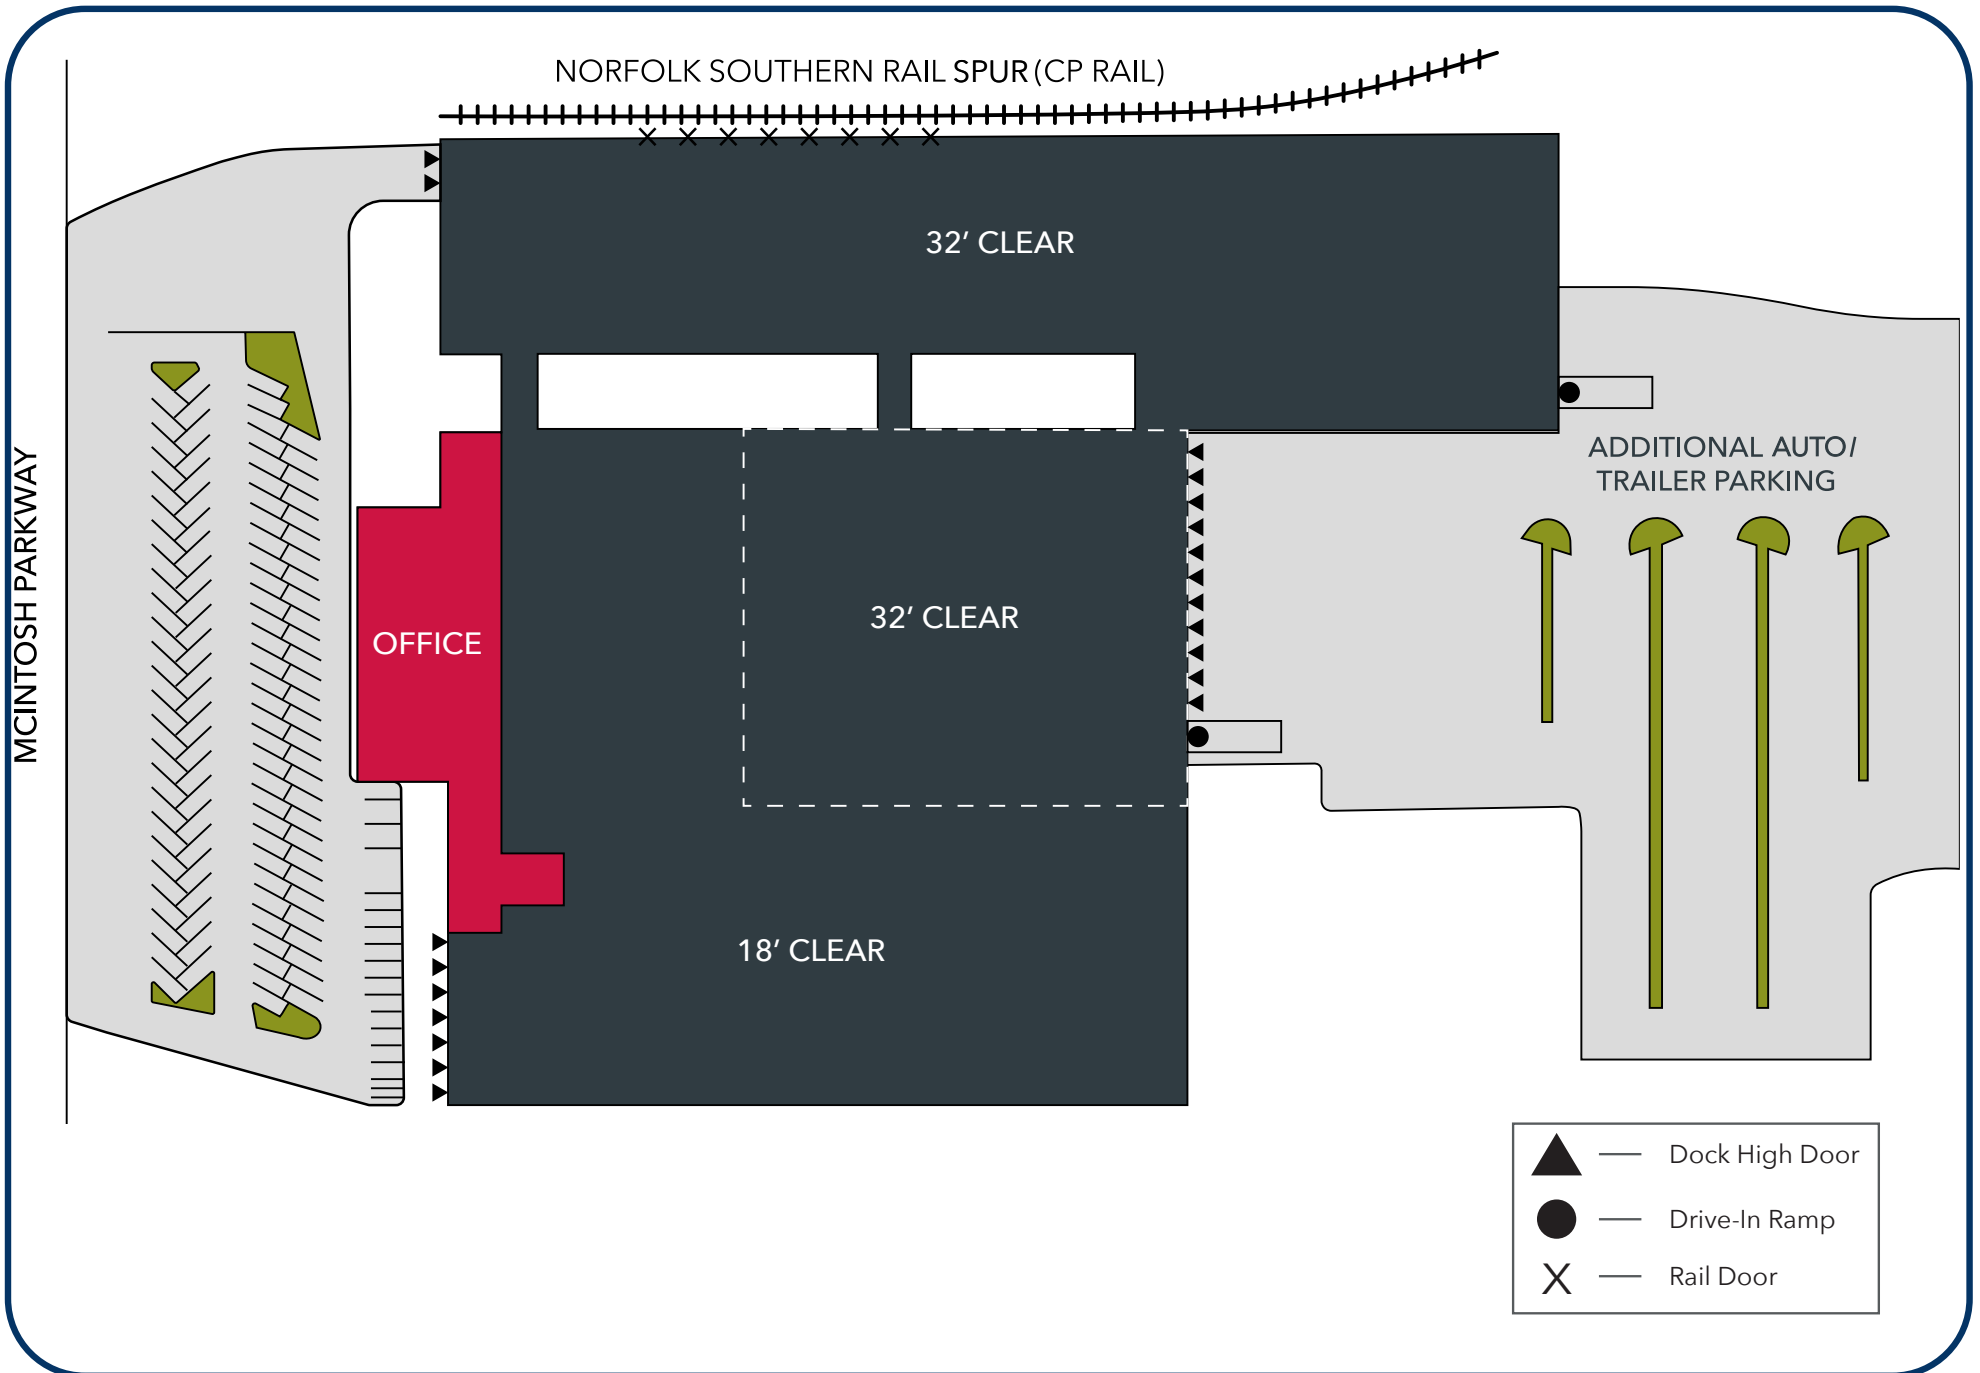 NORFOLK SOUTHERN RAIL SPUR (CP RAIL)
32’ CLEAR
ADDITIONAL AUTO/
TRAILER PARKING
MCINTOSH PARKWAY
32’ CLEAR
OFFICE
18’ CLEAR
Dock High Door
Drive-In Ramp
X Rail Door